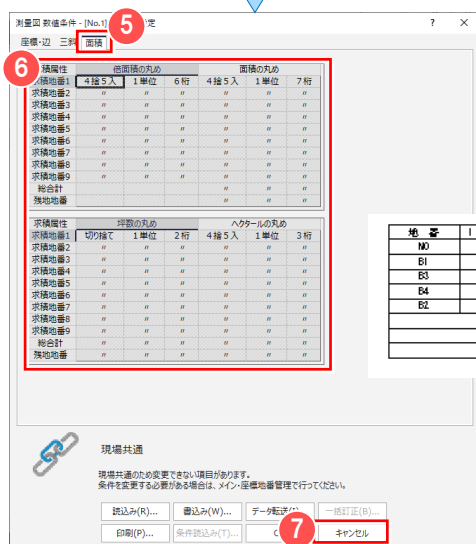 測量図 数値条件 - [No.1] 定
? ×
5
座標・辺 三斜 面積
6
積属性 倍面積の丸め 面積の丸め
求積地番1 4捨5入 1単位 6桁 4捨5入 1単位 7桁
求積地番2 〃 〃 〃 〃 〃 〃
求積地番3 〃 〃 〃 〃 〃 〃
求積地番4 〃 〃 〃 〃 〃 〃
求積地番5 〃 〃 〃 〃 〃 〃
求積地番6 〃 〃 〃 〃 〃 〃
求積地番7 〃 〃 〃 〃 〃 〃
求積地番8 〃 〃 〃 〃 〃 〃
求積地番9 〃 〃 〃 〃 〃 〃
総合計 〃 〃 〃
残地地番 〃 〃 〃
求積属性 坪数の丸め ヘクタールの丸め
求積地番1 切り捨て 1単位 2桁 4捨5入 1単位 3桁
求積地番2 〃 〃 〃 〃 〃 〃
求積地番3 〃 〃 〃 〃 〃 〃
求積地番4 〃 〃 〃 〃 〃 〃
求積地番5 〃 〃 〃 〃 〃 〃
求積地番6 〃 〃 〃 〃 〃 〃
求積地番7 〃 〃 〃 〃 〃 〃
求積地番8 〃 〃 〃 〃 〃 〃
求積地番9 〃 〃 〃 〃 〃 〃
総合計 〃 〃 〃 〃 〃 〃
残地地番 〃 〃 〃 〃 〃 〃
地 番 1
NO
B1
B3
B4
B2
現場共通
現場共通のため変更できない項目があります。
条件を変更する必要がある場合は、メイン・座標地番管理で行ってください。
読込み(R)... 書込み(W)... データ転送 一括訂正(B)...
印刷(P)... 条件読込み(T)... 7 キャンセル